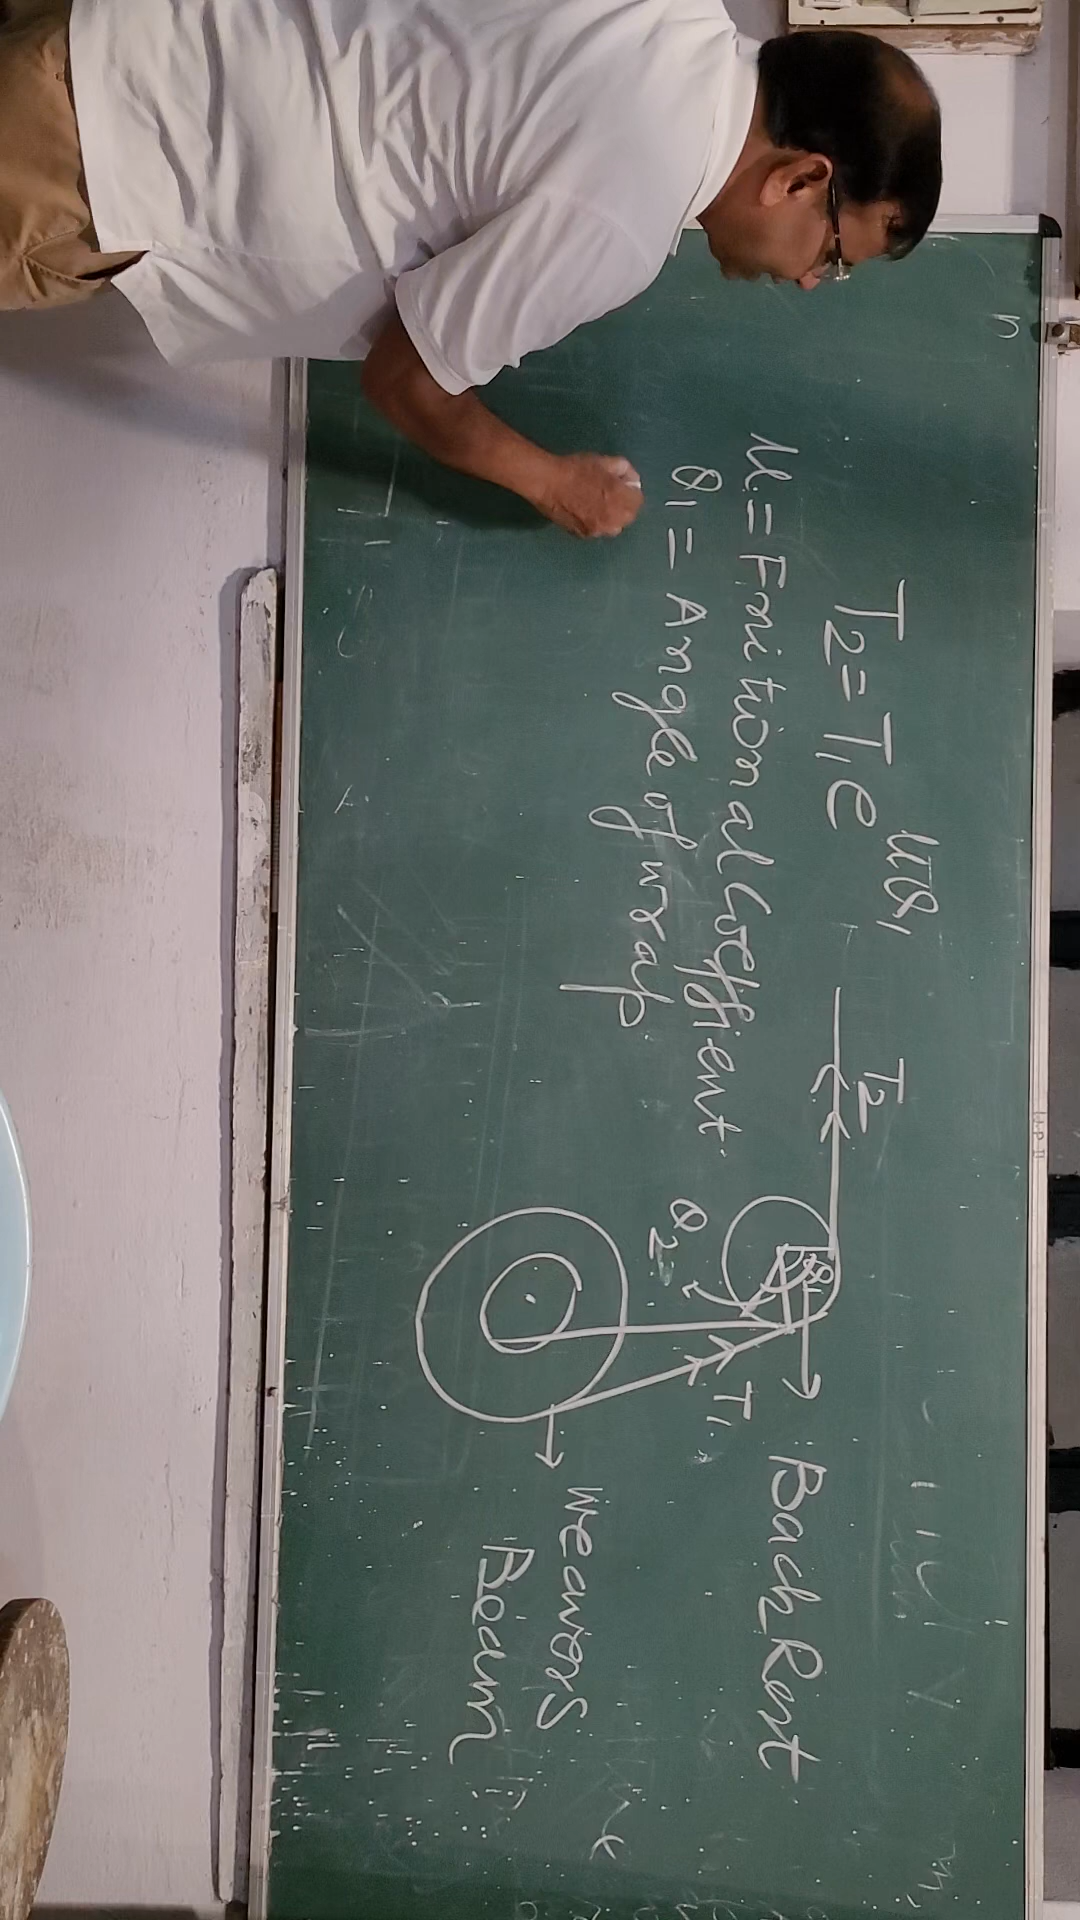 T2 = T1 e^μθ1
μ = Frictional Coefficient
θ1 = Angle of wrap
T2
θ1
θ2
T1
Back Rest
Weavers
Beam